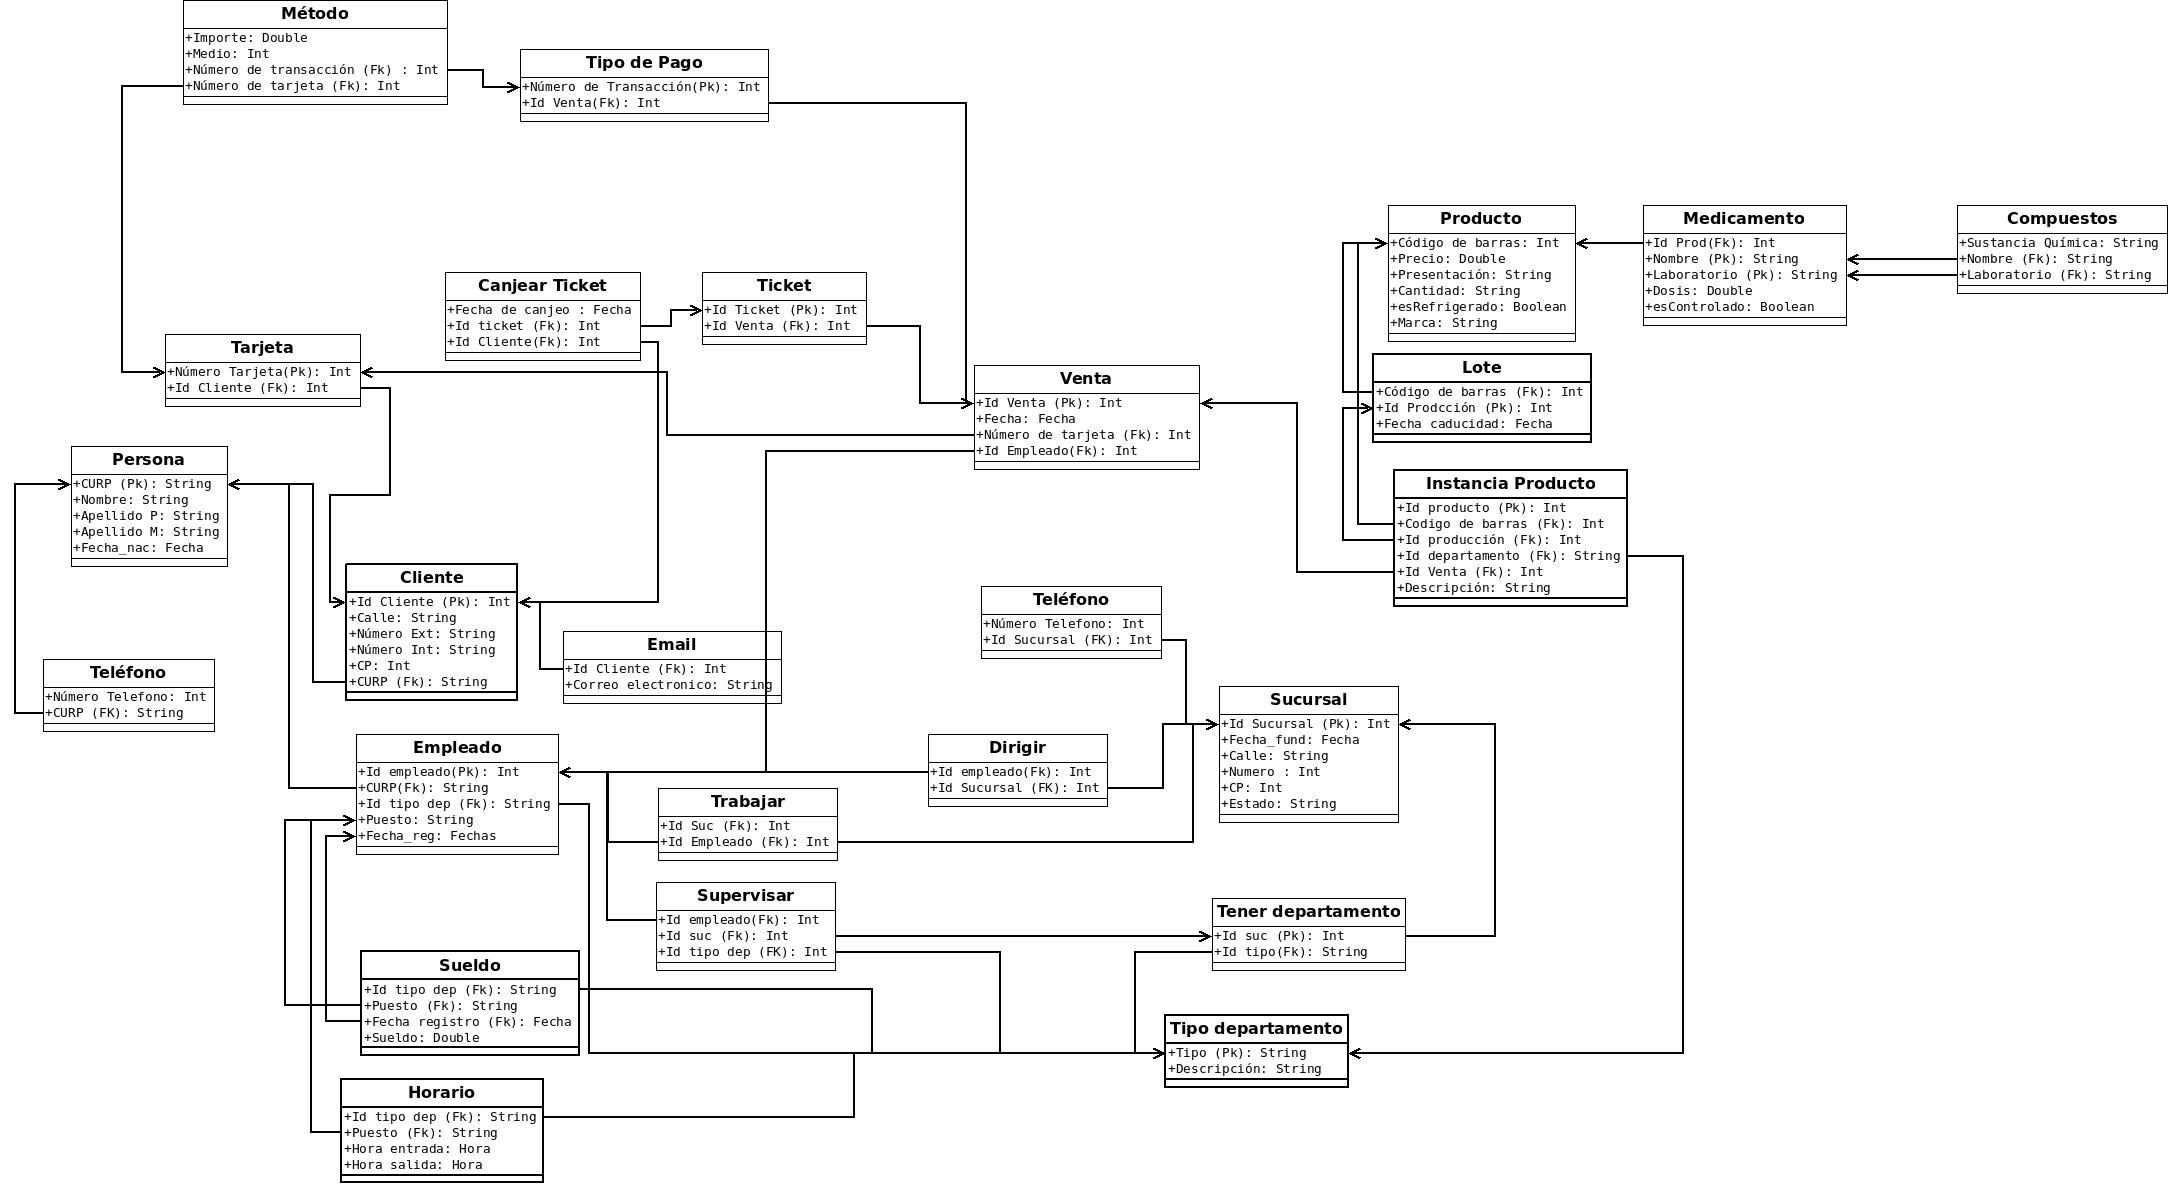 Método
+Importe: Double
+Medio: Int
+Número de transacción (Fk) : Int
+Número de tarjeta (Fk): Int
Tipo de Pago
+Número de Transacción(Pk): Int
+Id Venta(Fk): Int
Producto
+Código de barras: Int
+Precio: Double
+Presentación: String
+Cantidad: String
+esRefrigerado: Boolean
+Marca: String
Medicamento
+Id Prod(Fk): Int
+Nombre (Pk): String
+Laboratorio (Pk): String
+Dosis: Double
+esControlado: Boolean
Compuestos
+Sustancia Química: String
+Nombre (Fk): String
+Laboratorio (Fk): String
Canjear Ticket
+Fecha de canjeo : Fecha
+Id ticket (Fk): Int
+Id Cliente(Fk): Int
Ticket
+Id Ticket (Pk): Int
+Id Venta (Fk): Int
Tarjeta
+Número Tarjeta(Pk): Int
+Id Cliente (Fk): Int
Venta
+Id Venta (Pk): Int
+Fecha: Fecha
+Número de tarjeta (Fk): Int
+Id Empleado(Fk): Int
Lote
+Código de barras (Fk): Int
+Id Prodcción (Pk): Int
+Fecha caducidad: Fecha
Persona
+CURP (Pk): String
+Nombre: String
+Apellido P: String
+Apellido M: String
+Fecha_nac: Fecha
Instancia Producto
+Id producto (Pk): Int
+Codigo de barras (Fk): Int
+Id producción (Fk): Int
+Id departamento (Fk): String
+Id Venta (Fk): Int
+Descripción: String
Cliente
+Id Cliente (Pk): Int
+Calle: String
+Número Ext: String
+Número Int: String
+CP: Int
+CURP (Fk): String
Email
+Id Cliente (Fk): Int
+Correo electronico: String
Teléfono
+Número Telefono: Int
+Id Sucursal (FK): Int
Teléfono
+Número Telefono: Int
+CURP (FK): String
Sucursal
+Id Sucursal (Pk): Int
+Fecha_fund: Fecha
+Calle: String
+Numero : Int
+CP: Int
+Estado: String
Empleado
+Id empleado(Pk): Int
+CURP(Fk): String
+Id tipo dep (Fk): String
+Puesto: String
+Fecha_reg: Fechas
Dirigir
+Id empleado(Fk): Int
+Id Sucursal (FK): Int
Trabajar
+Id Suc (Fk): Int
+Id Empleado (Fk): Int
Supervisar
+Id empleado(Fk): Int
+Id suc (Fk): Int
+Id tipo dep (FK): Int
Tener departamento
+Id suc (Pk): Int
+Id tipo(Fk): String
Sueldo
+Id tipo dep (Fk): String
+Puesto (Fk): String
+Fecha registro (Fk): Fecha
+Sueldo: Double
Tipo departamento
+Tipo (Pk): String
+Descripción: String
Horario
+Id tipo dep (Fk): String
+Puesto (Fk): String
+Hora entrada: Hora
+Hora salida: Hora